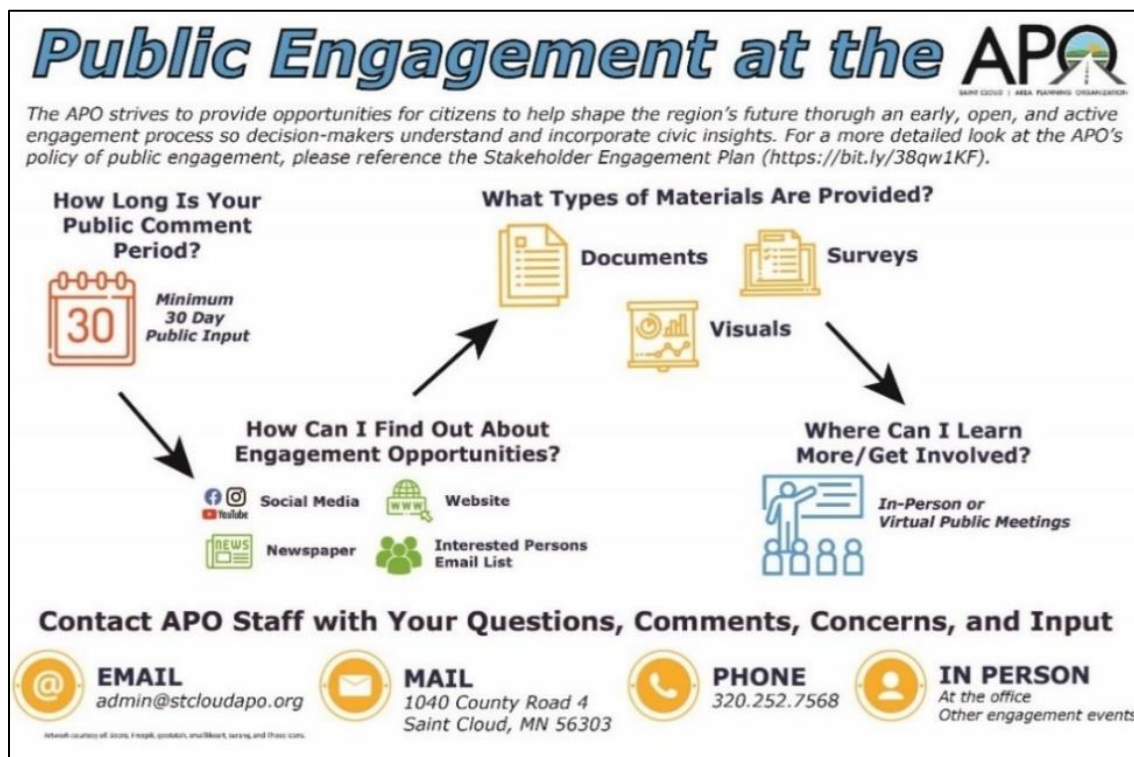 Public Engagement at the APO
SAINT CLOUD | AREA PLANNING ORGANIZATION
The APO strives to provide opportunities for citizens to help shape the region's future thorugh an early, open, and active
engagement process so decision-makers understand and incorporate civic insights. For a more detailed look at the APO's
policy of public engagement, please reference the Stakeholder Engagement Plan (https://bit.ly/38qw1KF).
How Long Is Your
Public Comment
Period?
30
Minimum
30 Day
Public Input
How Can I Find Out About
Engagement Opportunities?
YouTube
Social Media
www
Website
NEWS
Newspaper
Interested Persons
Email List
What Types of Materials Are Provided?
Documents
Surveys
Visuals
Where Can I Learn
More/Get Involved?
In-Person or
Virtual Public Meetings
Contact APO Staff with Your Questions, Comments, Concerns, and Input
@
EMAIL
admin@stcloudapo.org
MAIL
1040 County Road 4
Saint Cloud, MN 56303
PHONE
320.252.7568
IN PERSON
At the office
Other engagement events